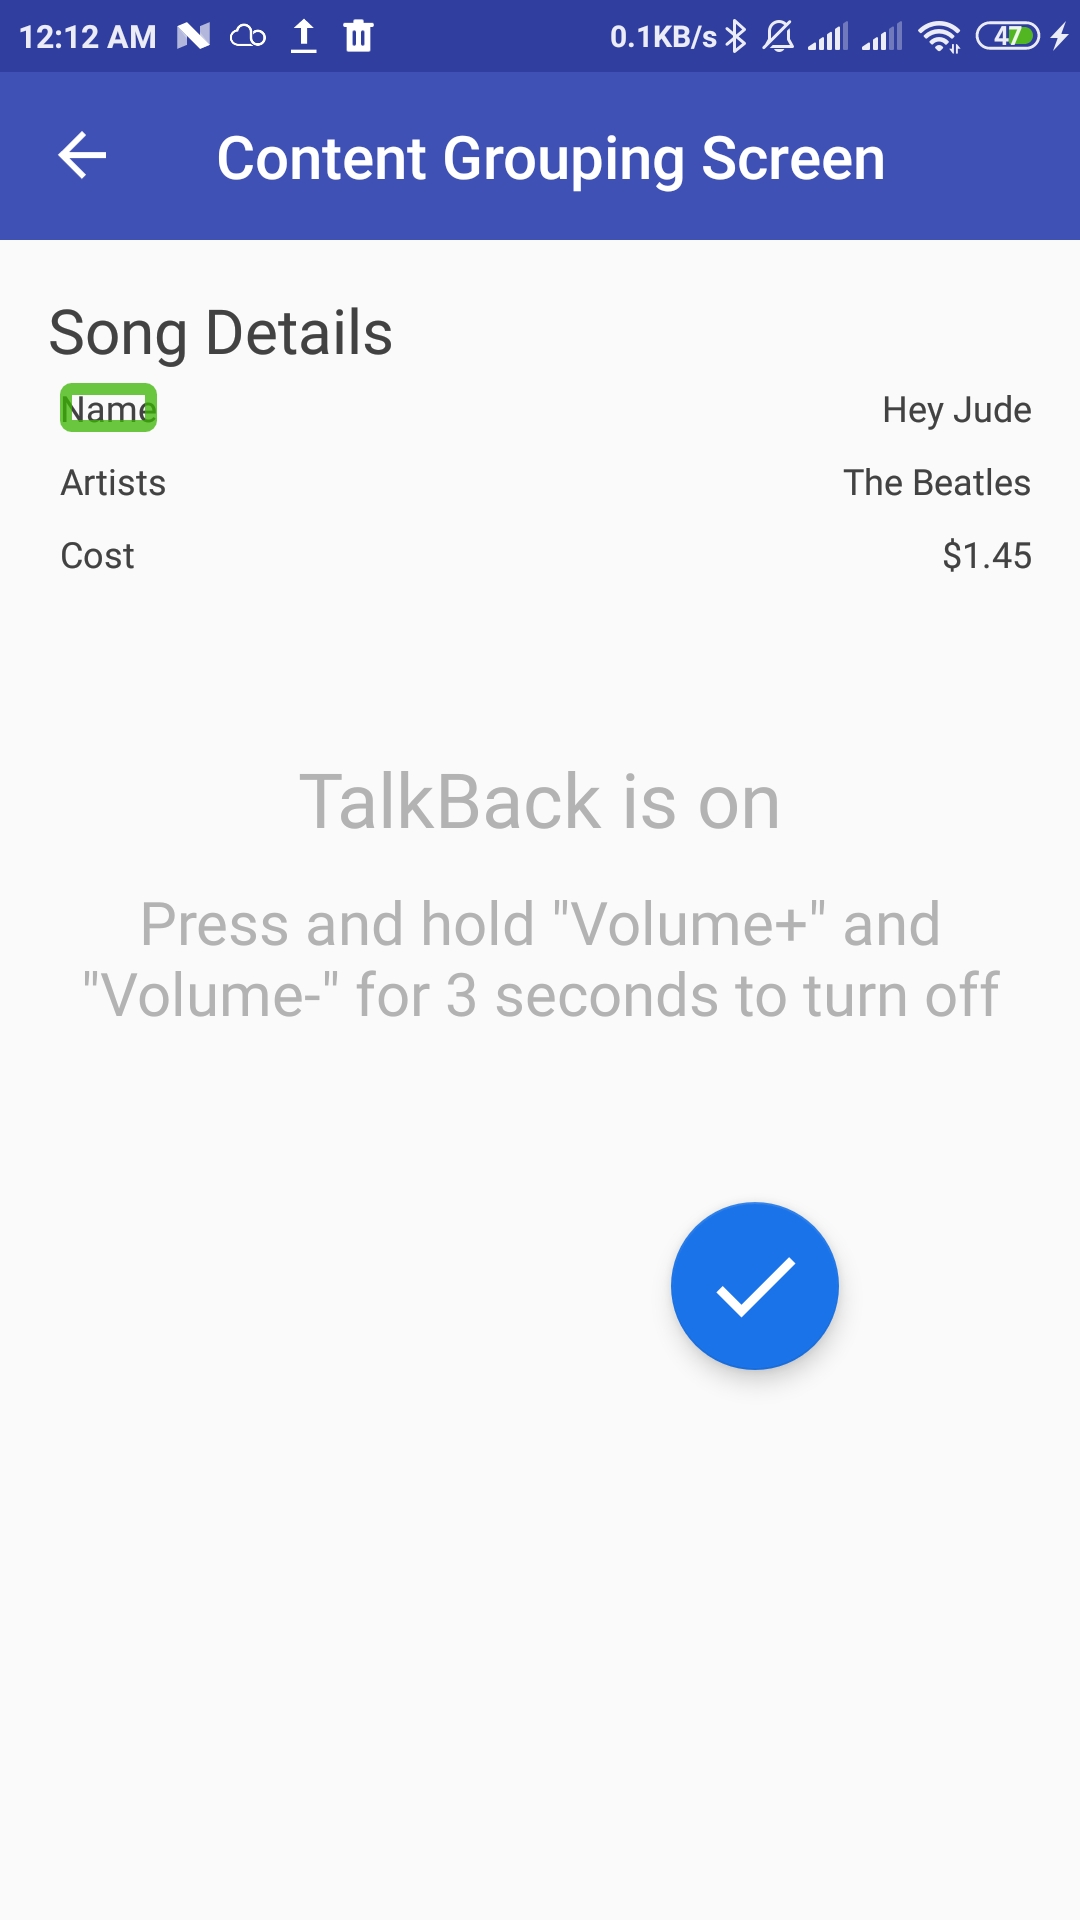 12:12 AM 0.1KB/s 47
Content Grouping Screen
Song Details
Name Hey Jude
Artists The Beatles
Cost $1.45
TalkBack is on
Press and hold "Volume+" and
"Volume-" for 3 seconds to turn off